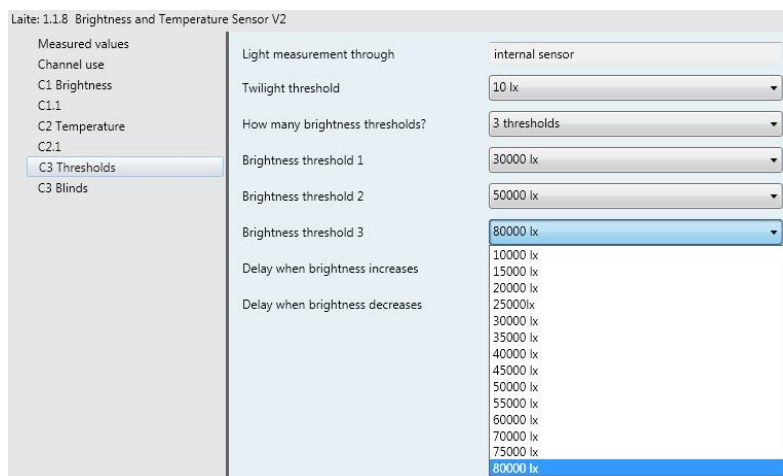 Laite: 1.1.8 Brightness and Temperature Sensor V2
Measured values
Channel use
C1 Brightness
C1.1
C2 Temperature
C2.1
C3 Thresholds
C3 Blinds
Light measurement through
internal sensor
Twilight threshold
10 lx
How many brightness thresholds?
3 thresholds
Brightness threshold 1
30000 lx
Brightness threshold 2
50000 lx
Brightness threshold 3
80000 lx
Delay when brightness increases
Delay when brightness decreases
10000 lx
15000 lx
20000 lx
25000lx
30000 lx
35000 lx
40000 lx
45000 lx
50000 lx
55000 lx
60000 lx
70000 lx
75000 lx
80000 lx